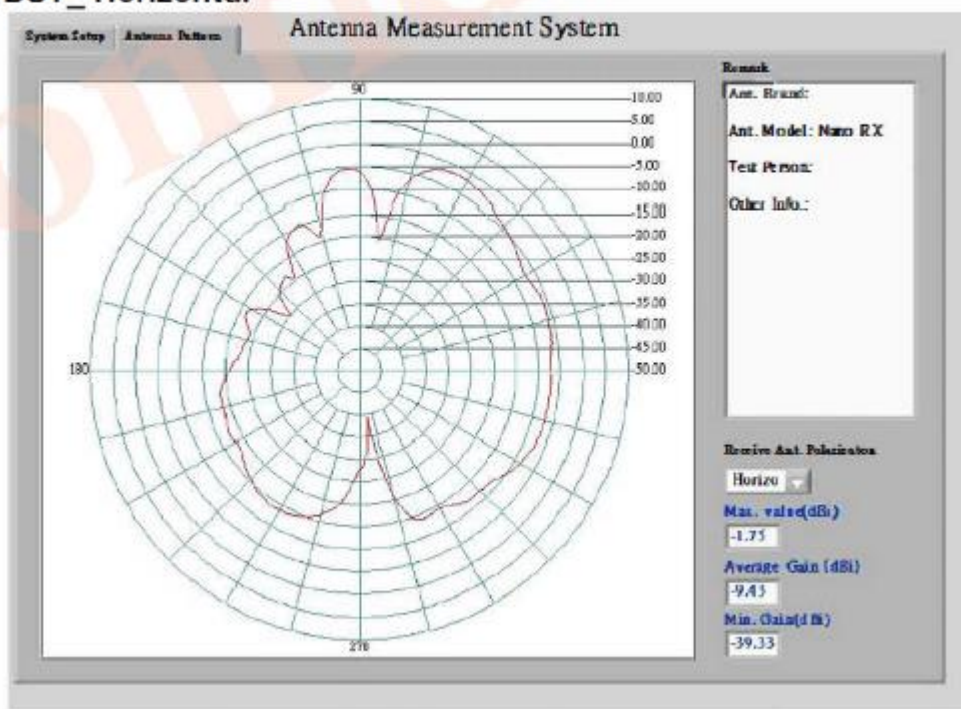 Horizontal
Antenna Measurement System
System Setup
Antenna Pattern
90
10.00
5.00
0.00
-5.00
-10.00
-15.00
-20.00
-25.00
-30.00
-35.00
-40.00
-45.00
-50.00
180
270
Remark
Ant. Brand:
Ant. Model: Nano RX
Test Person:
Other Info.:
Receive Ant. Polarization
Horizo
Max. value(dBi)
-1.75
Average Gain (dBi)
-9.45
Min. Gain(dBi)
-39.33